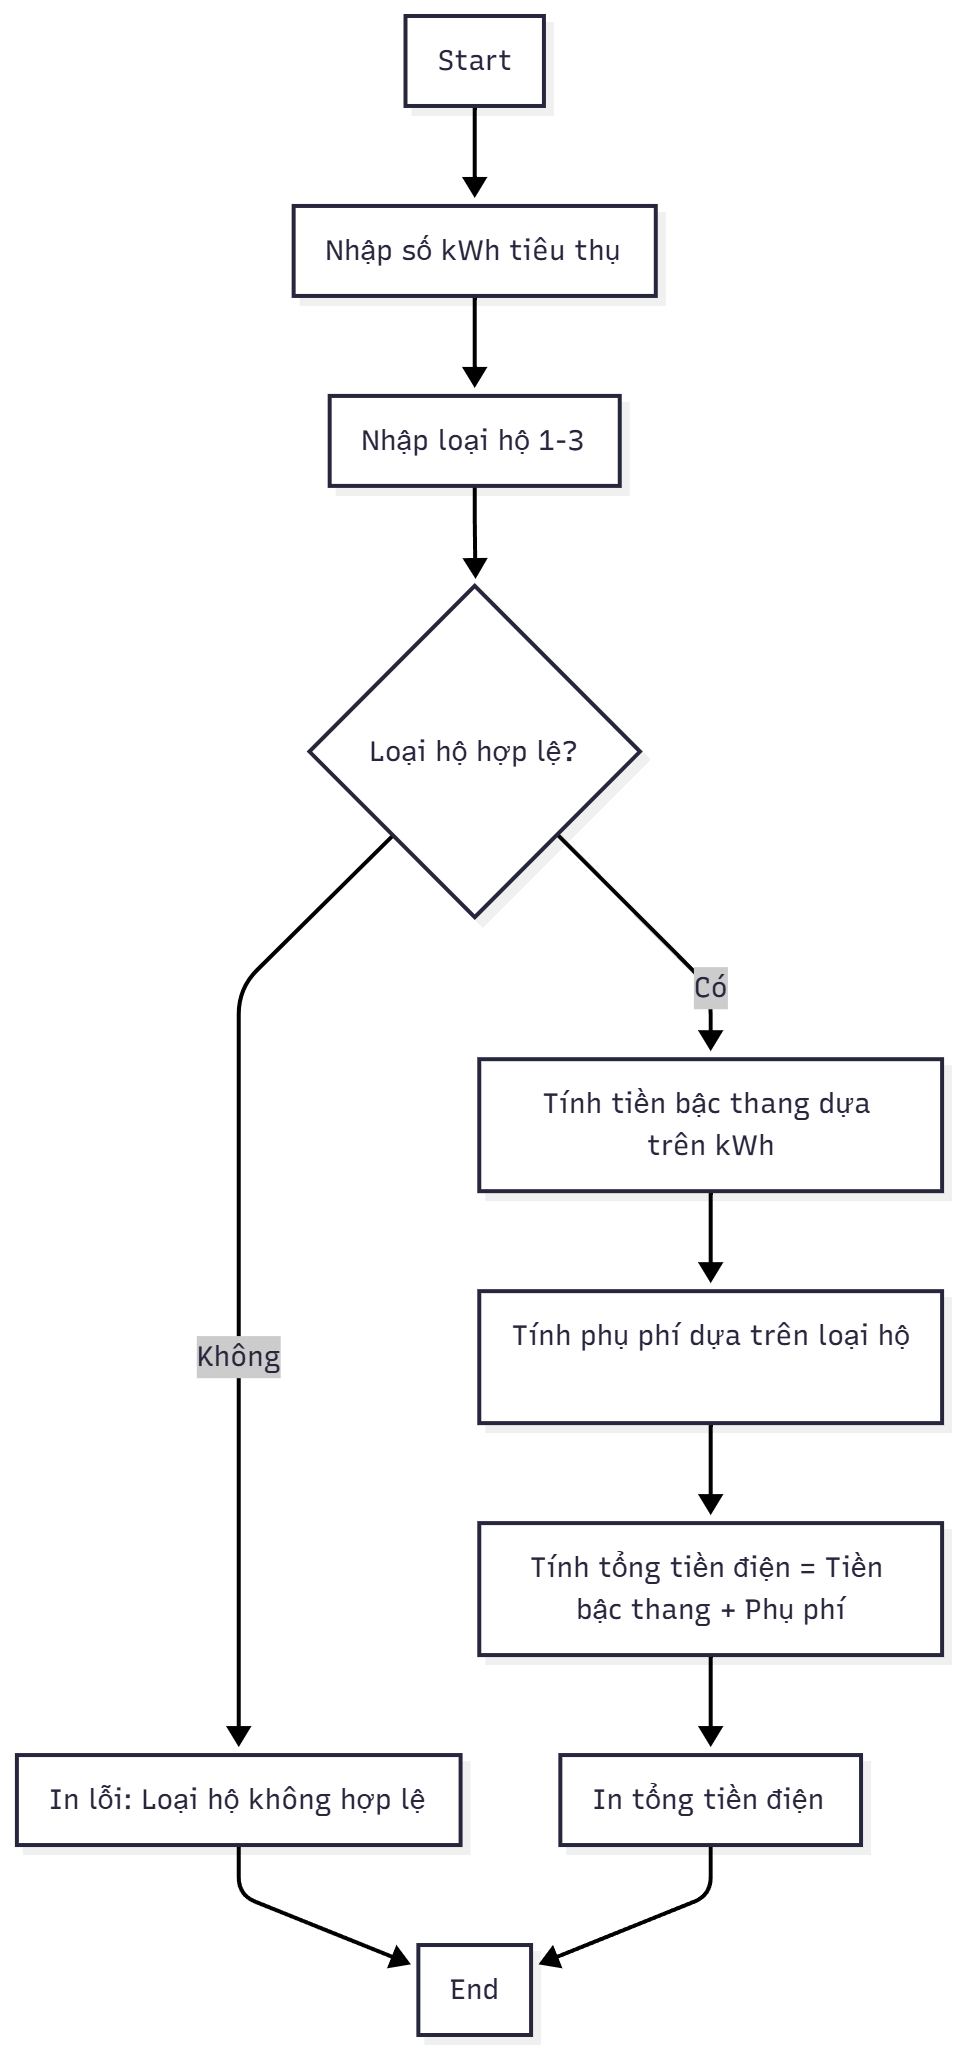 Start
Nhập số kWh tiêu thụ
Nhập loại hộ 1-3
Loại hộ hợp lệ?
Có
Tính tiền bậc thang dựa
trên kWh
Tính phụ phí dựa trên loại hộ
Không
Tính tổng tiền điện = Tiền
bậc thang + Phụ phí
In lỗi: Loại hộ không hợp lệ
In tổng tiền điện
End